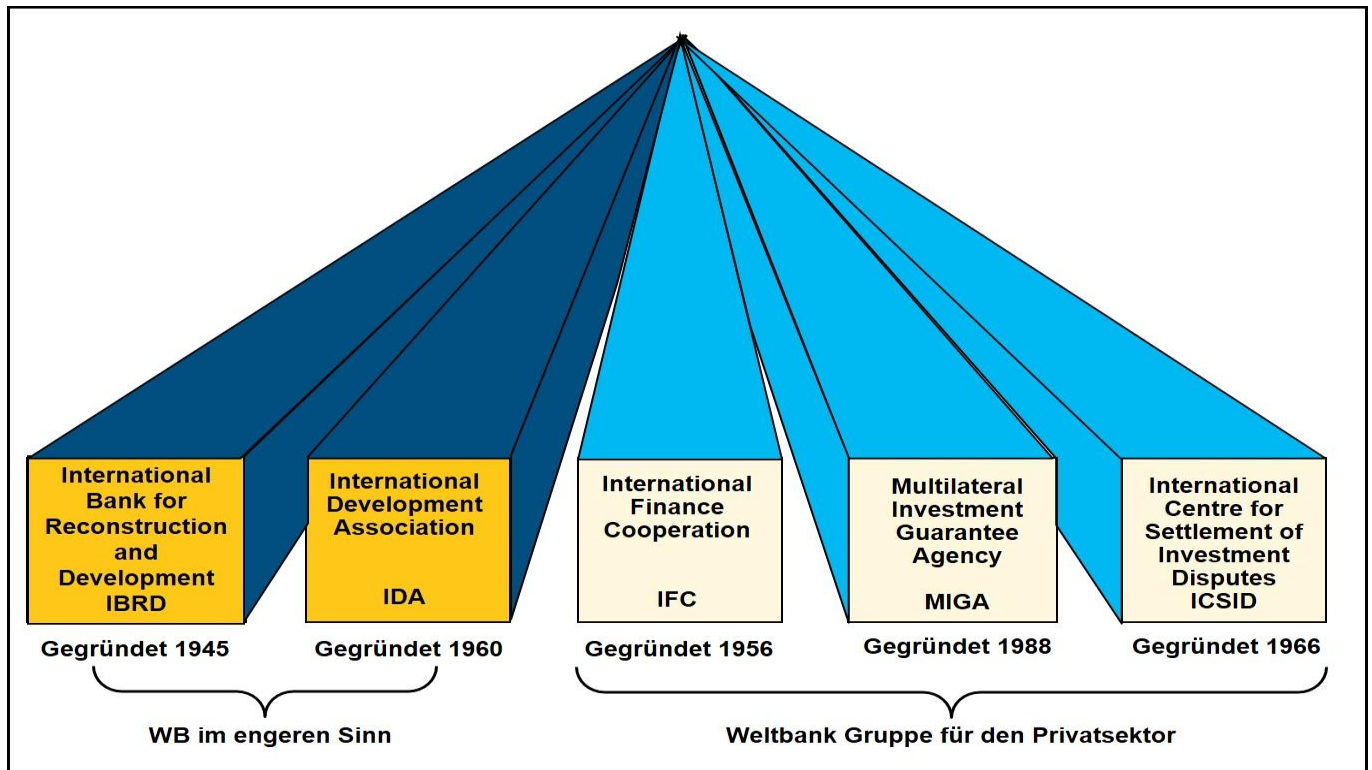 International
Bank for
Reconstruction
and
Development
IBRD
International
Development
Association
IDA
International
Finance
Cooperation
IFC
Multilateral
Investment
Guarantee
Agency
MIGA
International
Centre for
Settlement of
Investment
Disputes
ICSID
Gegründet 1945
Gegründet 1960
Gegründet 1956
Gegründet 1988
Gegründet 1966
WB im engeren Sinn
Weltbank Gruppe für den Privatsektor